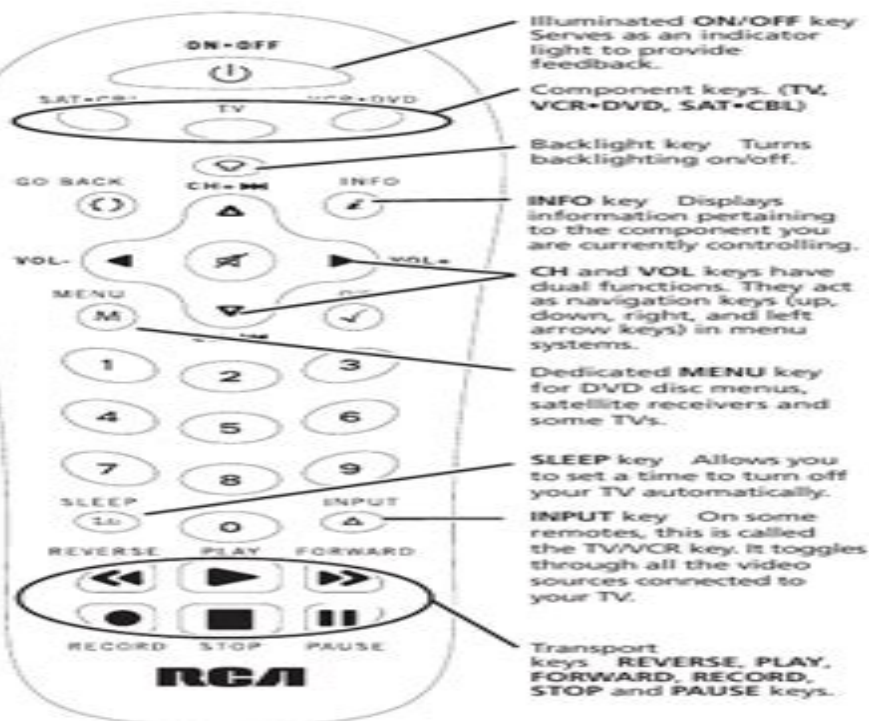 ON•OFF
SAT•CBL TV VCR•DVD
GO BACK CH+ INFO
i
VOL- VOL+
MENU OK
M
1 2 3
4 5 6
7 8 9
SLEEP INPUT
0
REVERSE PLAY FORWARD
RECORD STOP PAUSE
RCA
Illuminated ON/OFF key
Serves as an indicator
light to provide
feedback.
Component keys. (TV,
VCR•DVD, SAT•CBL)
Backlight key Turns
backlighting on/off.
INFO key Displays
information pertaining
to the component you
are currently controlling.
CH and VOL keys have
dual functions. They act
as navigation keys (up,
down, right, and left
arrow keys) in menu
systems.
Dedicated MENU key
for DVD disc menus,
satellite receivers and
some TVs.
SLEEP key Allows you
to set a time to turn off
your TV automatically.
INPUT key On some
remotes, this is called
the TV/VCR key. It toggles
through all the video
sources connected to
your TV.
Transport
keys REVERSE, PLAY,
FORWARD, RECORD,
STOP and PAUSE keys.